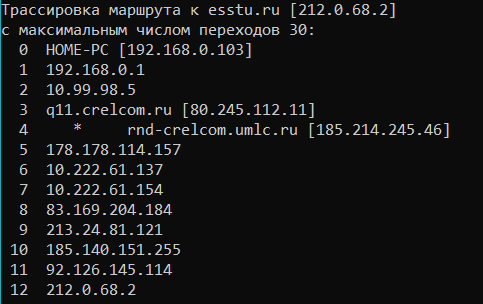 Трассировка маршрута к esstu.ru [212.0.68.2]
с максимальным числом переходов 30:
0 HOME-PC [192.168.0.103]
1 192.168.0.1
2 10.99.98.5
3 q11.crelcom.ru [80.245.112.11]
4 * rnd-crelcom.umlc.ru [185.214.245.46]
5 178.178.114.157
6 10.222.61.137
7 10.222.61.154
8 83.169.204.184
9 213.24.81.121
10 185.140.151.255
11 92.126.145.114
12 212.0.68.2